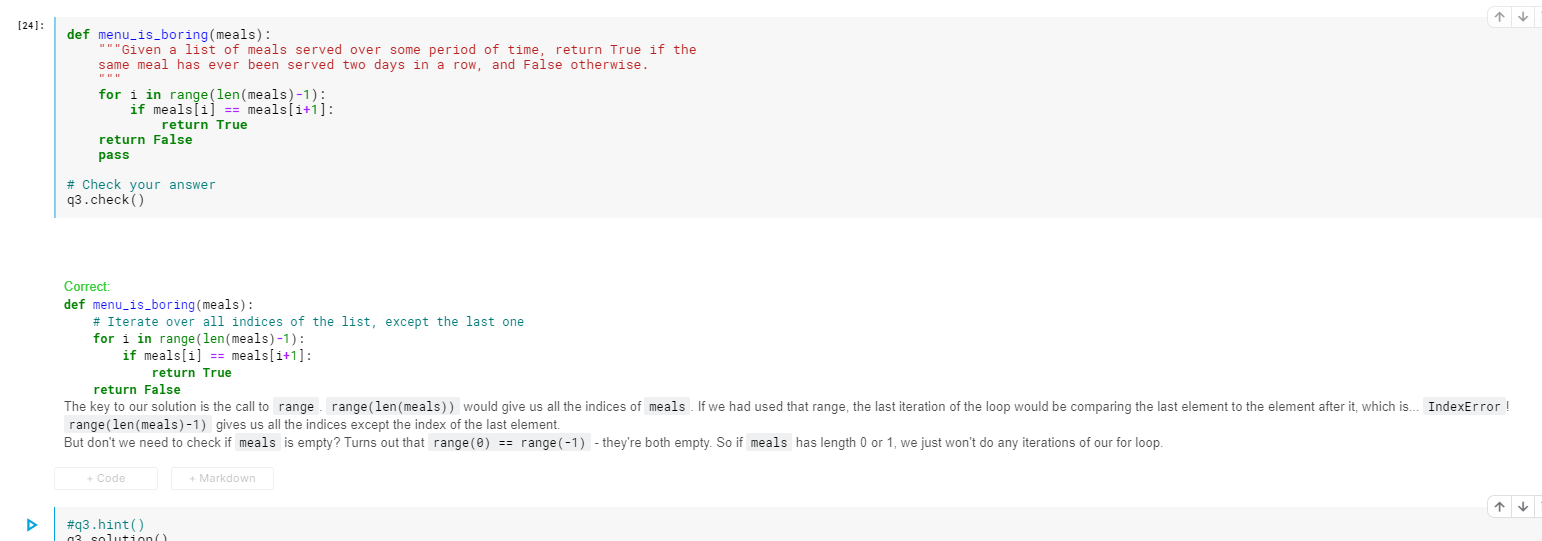 [24]:
def menu_is_boring(meals):
    """Given a list of meals served over some period of time, return True if the
    same meal has ever been served two days in a row, and False otherwise.
    """
    for i in range(len(meals)-1):
        if meals[i] == meals[i+1]:
            return True
    return False
    pass

# Check your answer
q3.check()
Correct:
def menu_is_boring(meals):
    # Iterate over all indices of the list, except the last one
    for i in range(len(meals)-1):
        if meals[i] == meals[i+1]:
            return True
    return False
The key to our solution is the call to range . range(len(meals)) would give us all the indices of meals . If we had used that range, the last iteration of the loop would be comparing the last element to the element after it, which is... IndexError !
range(len(meals)-1) gives us all the indices except the index of the last element.
But don't we need to check if meals is empty? Turns out that range(0) == range(-1) - they're both empty. So if meals has length 0 or 1, we just won't do any iterations of our for loop.
+ Code + Markdown
#q3.hint()
q3.solution()